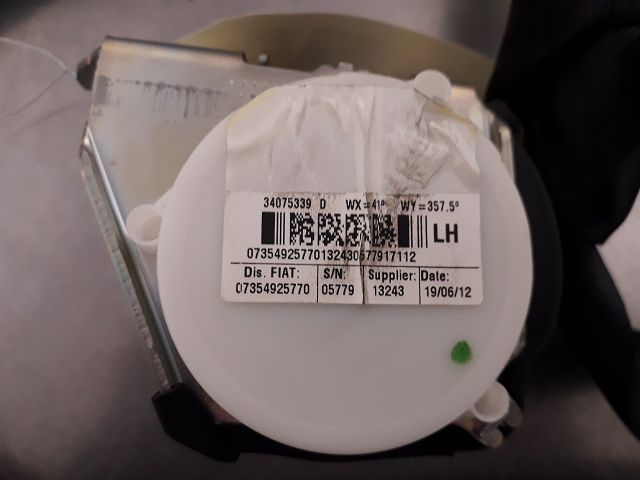 34075339 D WX=41° WY=357.5°
LH
07354925770132430577917112
Dis. FIAT: S/N: Supplier: Date:
07354925770 05779 13243 19/06/12